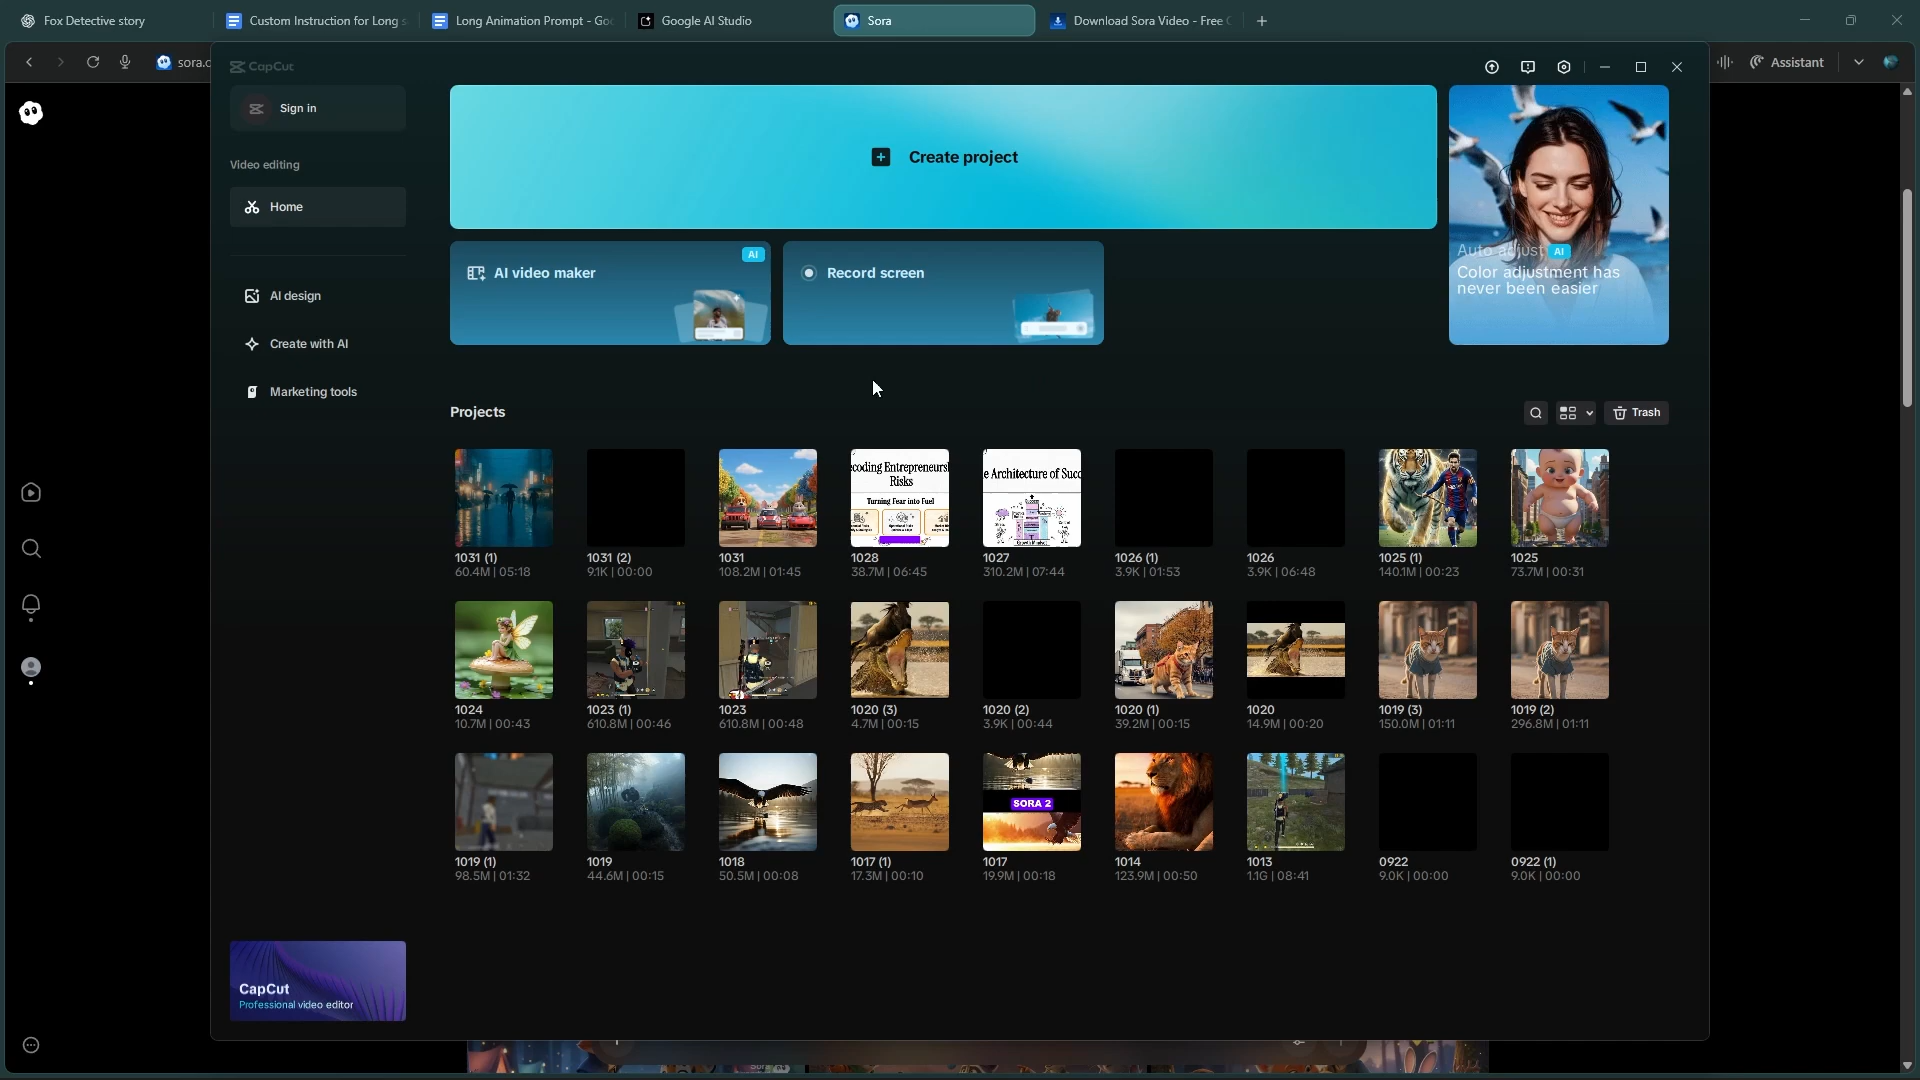 Fox Detective story
Custom Instruction for Long s
Long Animation Prompt - Goo
Google AI Studio
Sora
Download Sora Video - Free O
sora.c
Assistant
CapCut
Sign in
Video editing
Home
AI design
Create with AI
Marketing tools
Create project
AI video maker
AI
Record screen
Auto adjust AI
Color adjustment has
never been easier
Projects
Trash
coding Entrepreneurshi
Risks
Turning Fear into Fuel
e Architecture of Succ
1031 (1)
60.4M | 05:18
1031 (2)
9.1K | 00:00
1031
108.2M | 01:45
1028
38.7M | 06:45
1027
310.2M | 07:44
1026 (1)
3.9K | 01:53
1026
3.9K | 06:48
1025 (1)
140.1M | 00:23
1025
73.7M | 00:31
1024
10.7M | 00:43
1023 (1)
610.8M | 00:46
1023
610.8M | 00:48
1020 (3)
4.7M | 00:15
1020 (2)
3.9K | 00:44
1020 (1)
39.2M | 00:15
1020
14.9M | 00:20
1019 (3)
150.0M | 01:11
1019 (2)
296.8M | 01:11
SORA 2
1019 (1)
98.5M | 01:32
1019
44.6M | 00:15
1018
50.5M | 00:08
1017 (1)
17.3M | 00:10
1017
19.9M | 00:18
1014
123.9M | 00:50
1013
1.1G | 08:41
0922
9.0K | 00:00
0922 (1)
9.0K | 00:00
CapCut
Professional video editor